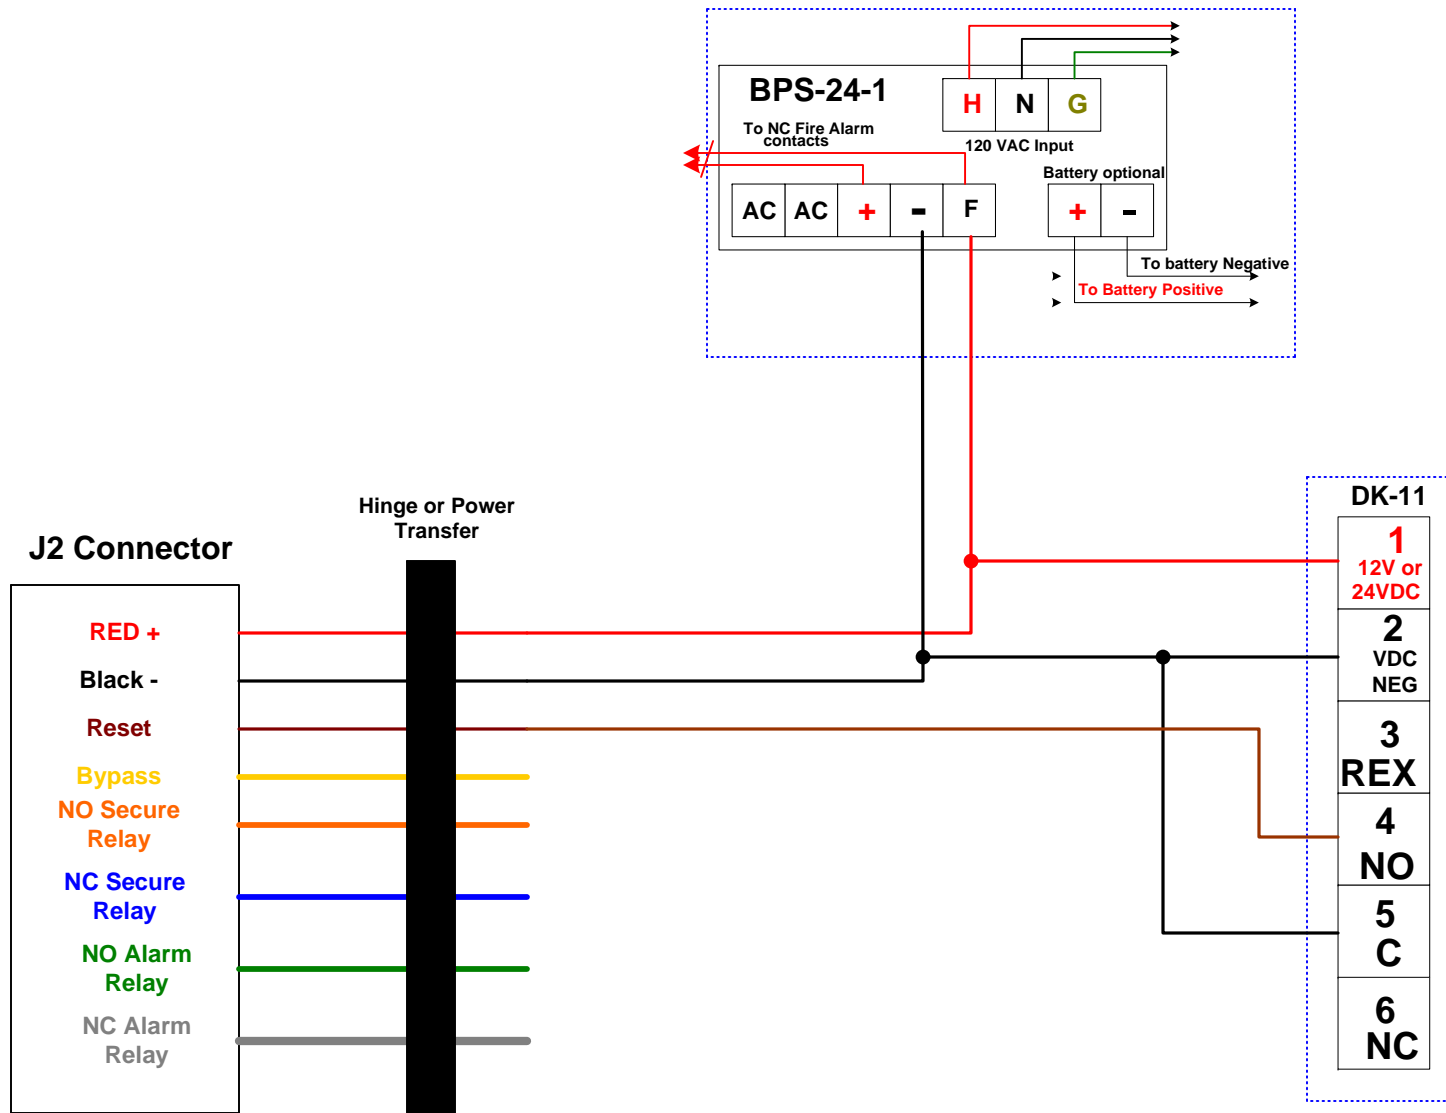 BPS-24-1
H N G
To NC Fire Alarm
contacts
120 VAC Input
Battery optional
AC AC + - F
+ -
To battery Negative
To Battery Positive
Hinge or Power
Transfer
J2 Connector
RED +
Black -
Reset
Bypass
NO Secure
Relay
NC Secure
Relay
NO Alarm
Relay
NC Alarm
Relay
DK-11
1
12V or
24VDC
2
VDC
NEG
3
REX
4
NO
5
C
6
NC